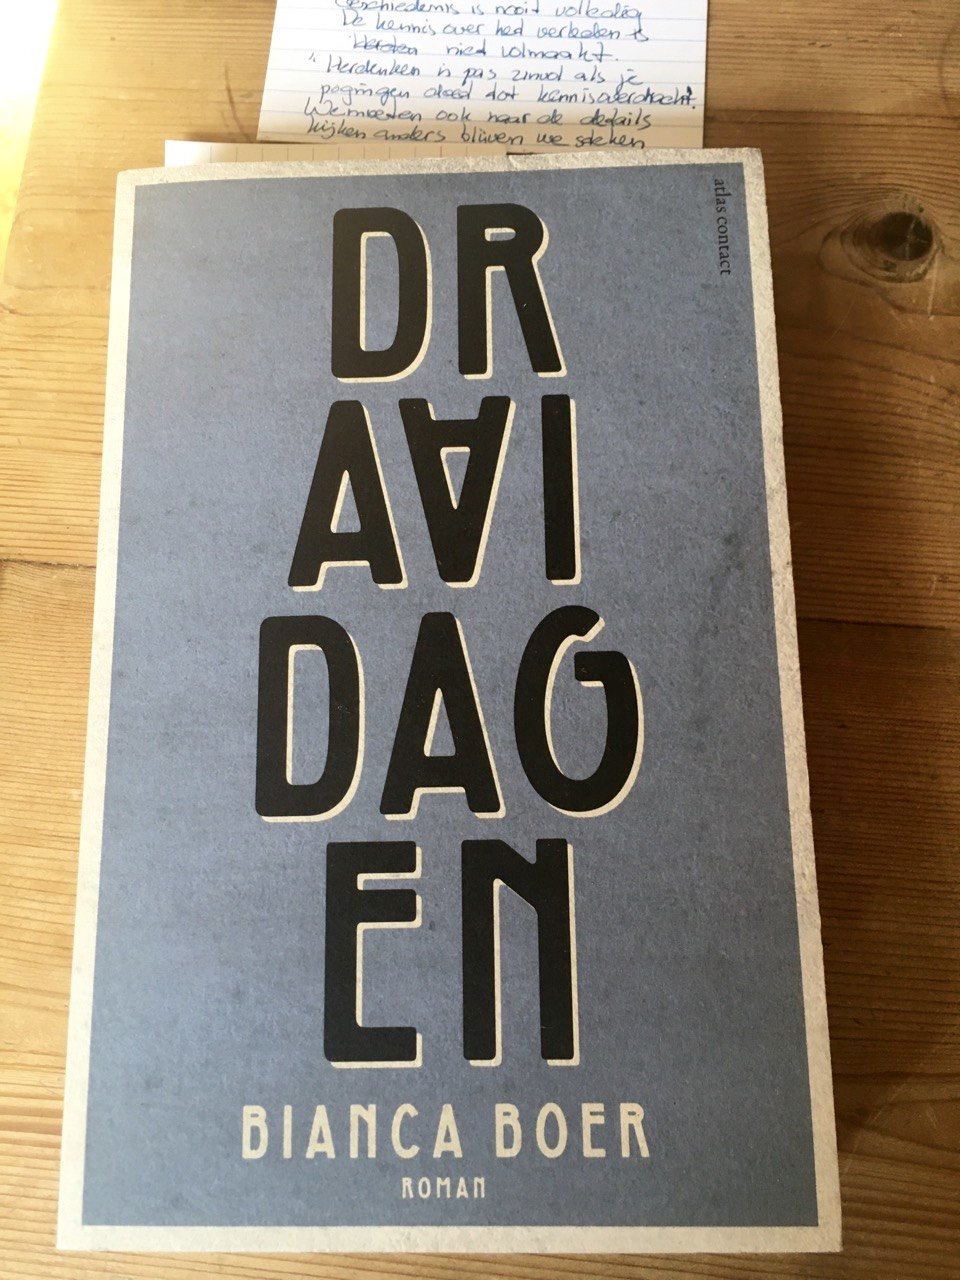 Geschiedenis is nooit volledig
De kennis over het verleden is
niet volmaakt.
"Herdenken is pas zinvol als je
pogingen doet tot kennisoverdracht.
We moeten ook naar de details
kijken anders blijven we steken
atlas contact
DR
AAI
DAG
EN
BIANCA BOER
ROMAN